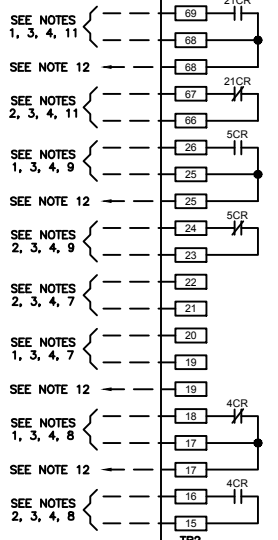 21CR
69
SEE NOTES
1, 3, 4, 11
68
SEE NOTE 12
68
21CR
67
SEE NOTES
2, 3, 4, 11
66
5CR
26
SEE NOTES
1, 3, 4, 9
25
SEE NOTE 12
25
5CR
24
SEE NOTES
2, 3, 4, 9
23
22
SEE NOTES
2, 3, 4, 7
21
20
SEE NOTES
1, 3, 4, 7
19
SEE NOTE 12
19
4CR
18
SEE NOTES
1, 3, 4, 8
17
SEE NOTE 12
17
4CR
16
SEE NOTES
2, 3, 4, 8
15
TB2